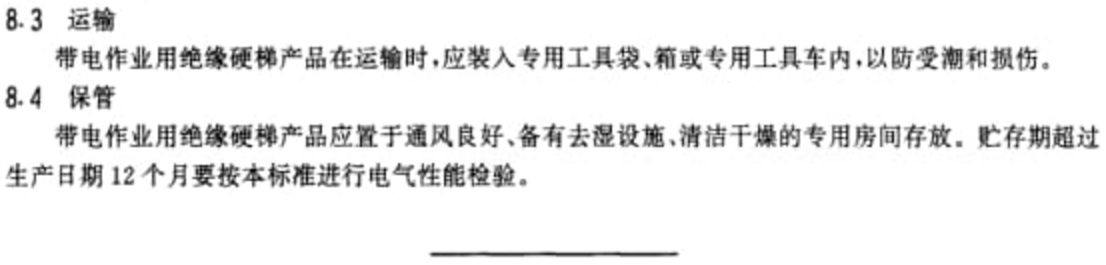 8.3 运输
带电作业用绝缘硬梯产品在运输时,应装入专用工具袋、箱或专用工具车内,以防受潮和损伤。
8.4 保管
带电作业用绝缘硬梯产品应置于通风良好、备有去湿设施、清洁干燥的专用房间存放。贮存期超过
生产日期 12 个月要按本标准进行电气性能检验。